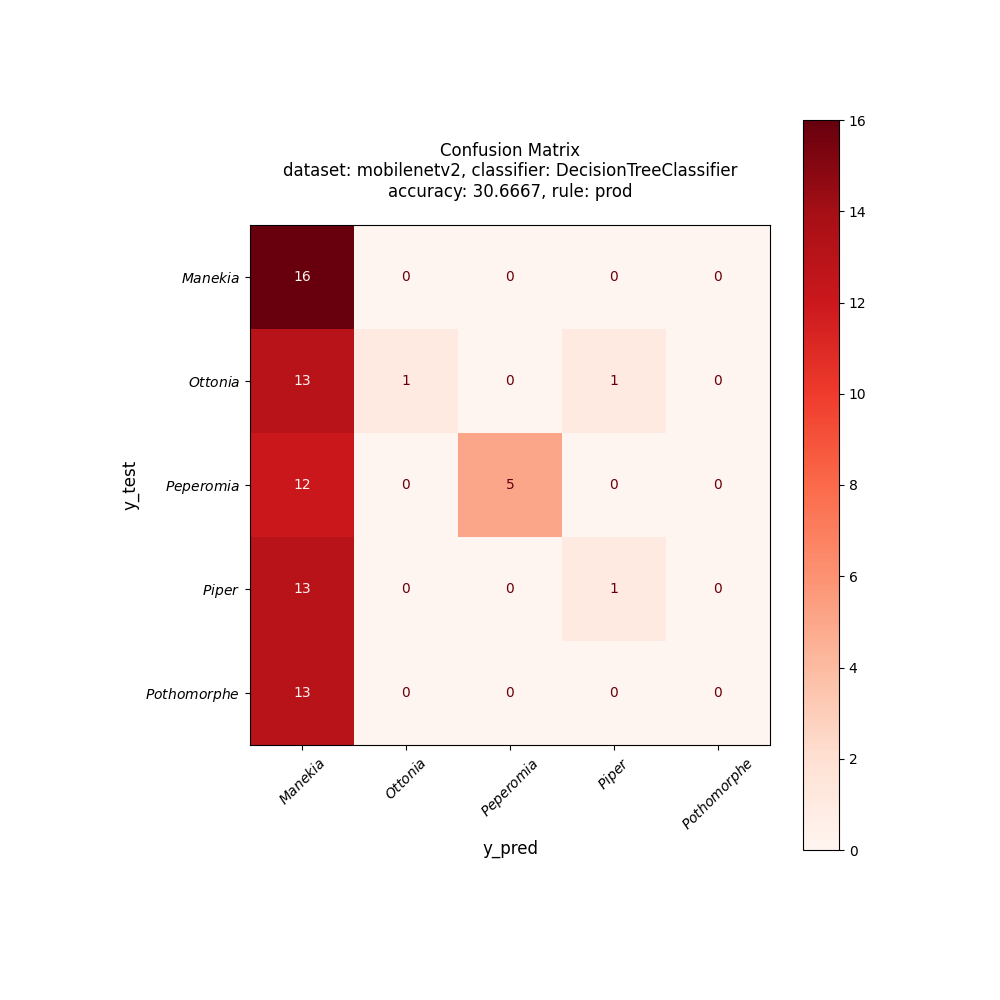 Confusion Matrix
dataset: mobilenetv2, classifier: DecisionTreeClassifier
accuracy: 30.6667, rule: prod
Manekia 16 0 0 0 0
Ottonia 13 1 0 1 0
Peperomia 12 0 5 0 0
Piper 13 0 0 1 0
Pothomorphe 13 0 0 0 0
y_test
Manekia Ottonia Peperomia Piper Pothomorphe
y_pred
16
14
12
10
8
6
4
2
0